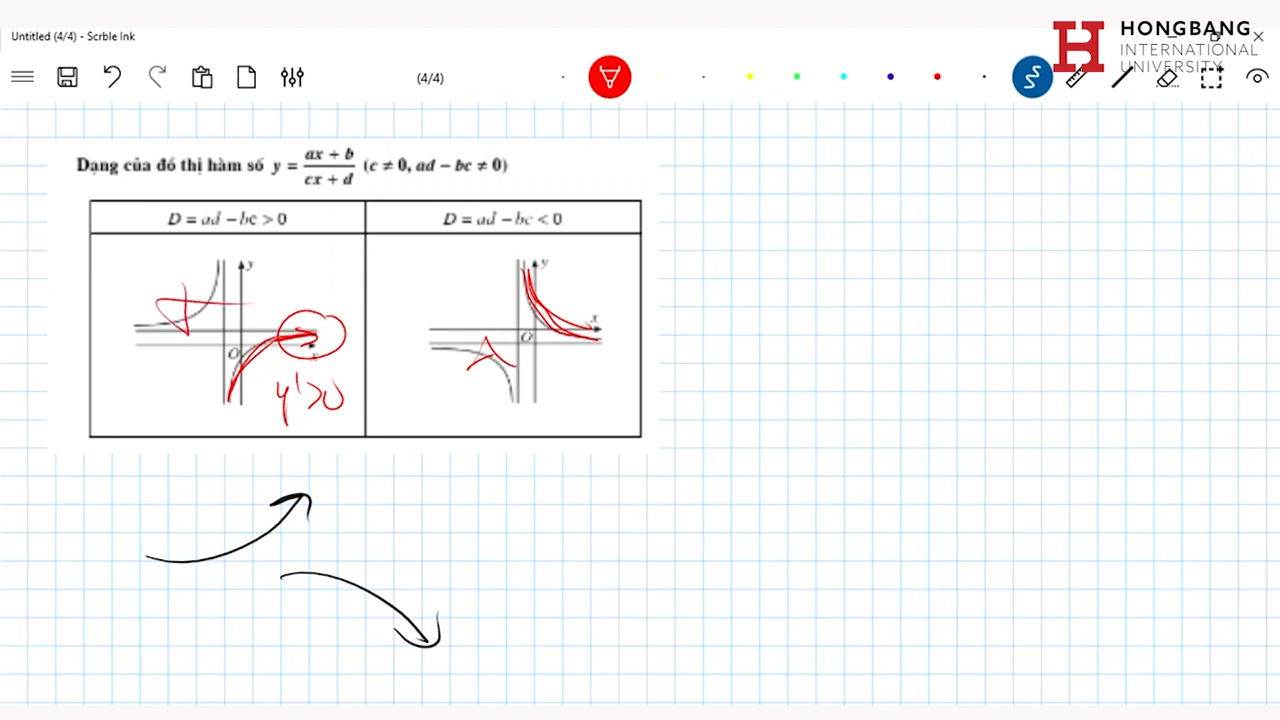 Untitled (4/4) - Scrble Ink
HONGBANG
INTERNATIONAL
UNIVERSITY
(4/4)
Dạng của đồ thị hàm số y = \frac{ax + b}{cx + d} (c ≠ 0, ad − bc ≠ 0)
D = ad − bc > 0
D = ad − bc < 0
y
O
x
y
x
O
y'>0